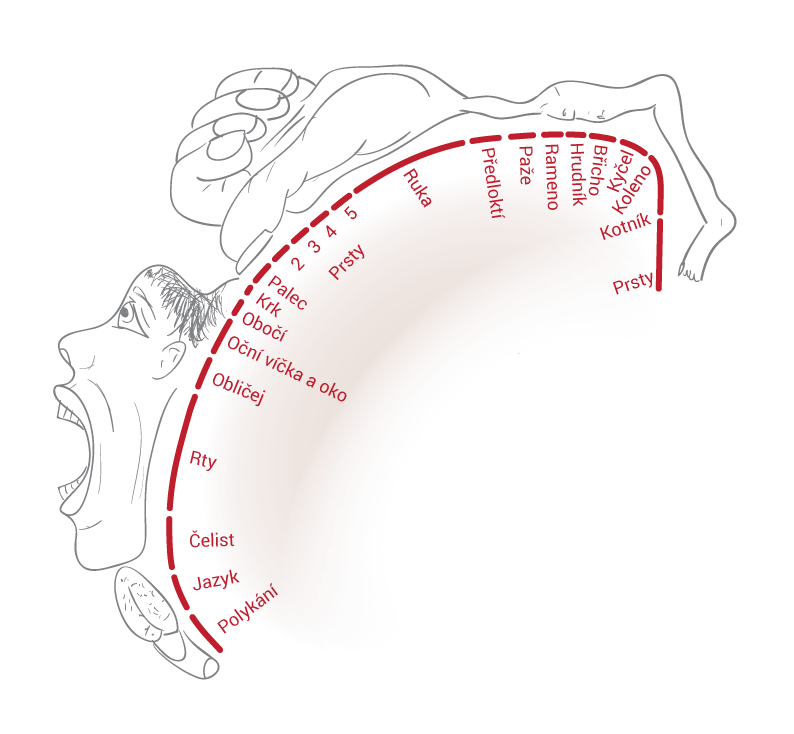 Ruka
Předloktí
Paže
Rameno
Hrudník
Břicho
Kyčel
Koleno
Kotník
Prsty
5
4
3
2
Prsty
Palec
Krk
Obočí
Oční víčka a oko
Obličej
Rty
Čelist
Jazyk
Polykání